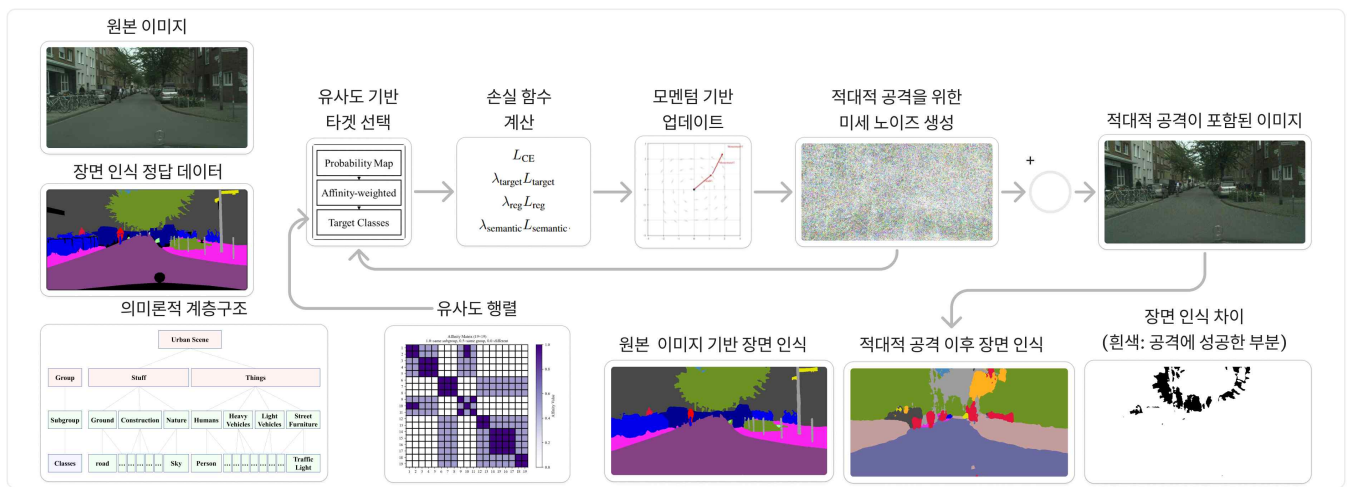 원본 이미지
장면 인식 정답 데이터
의미론적 계층구조
Urban Scene
Group
Stuff
Things
Subgroup
Ground
Construction
Nature
Humans
Heavy
Vehicles
Light
Vehicles
Street
Furniture
Classes
road
...
...
...
...
...
Sky
Person
...
...
...
...
...
...
...
Traffic
Light
유사도 기반
타겟 선택
Probability Map
Affinity-weighted
Target Classes
손실 함수
계산
L_CE
λ_target L_target
λ_reg L_reg
λ_semantic L_semantic
모멘텀 기반
업데이트
적대적 공격을 위한
미세 노이즈 생성
+
적대적 공격이 포함된 이미지
유사도 행렬
원본 이미지 기반 장면 인식
적대적 공격 이후 장면 인식
장면 인식 차이
(흰색: 공격에 성공한 부분)